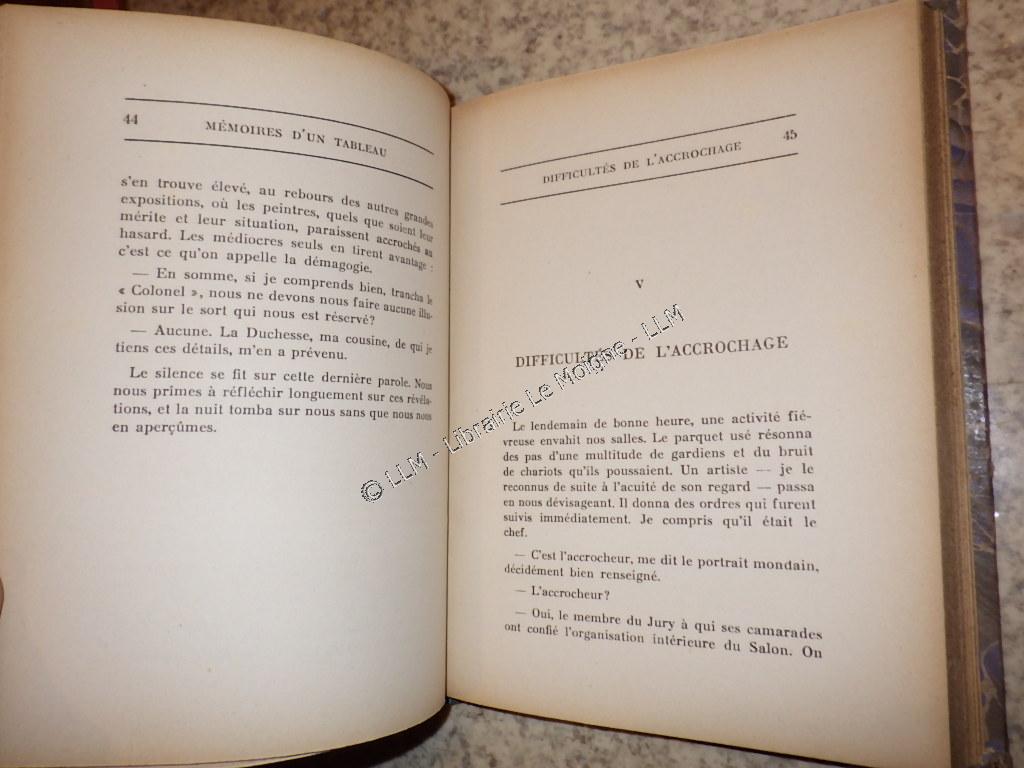 44
MÉMOIRES D'UN TABLEAU
s'en trouve élevé, au rebours des autres grandes
expositions, où les peintres, quels que soient leur
mérite et leur situation, paraissent accrochés au
hasard. Les médiocres seuls en tirent avantage :
c'est ce qu'on appelle la démagogie.
— En somme, si je comprends bien, trancha le
« Colonel », nous ne devons nous faire aucune illu-
sion sur le sort qui nous est réservé?
— Aucune. La Duchesse, ma cousine, de qui je
tiens ces détails, m'en a prévenu.
Le silence se fit sur cette dernière parole. Nous
nous prîmes à réfléchir longuement sur ces révéla-
tions, et la nuit tomba sur nous sans que nous nous
en aperçûmes.
DIFFICULTÉS DE L'ACCROCHAGE
45
V
DIFFICULTÉS DE L'ACCROCHAGE
Le lendemain de bonne heure, une activité fié-
vreuse envahit nos salles. Le parquet usé résonna
des pas d'une multitude de gardiens et du bruit
de chariots qu'ils poussaient. Un artiste — je le
reconnus de suite à l'acuité de son regard — passa
en nous dévisageant. Il donna des ordres qui furent
suivis immédiatement. Je compris qu'il était le
chef.
— C'est l'accrocheur, me dit le portrait mondain,
décidément bien renseigné.
— L'accrocheur?
— Oui, le membre du Jury à qui ses camarades
ont confié l'organisation intérieure du Salon. On
© LLM - Librairie Le Moigne - LLM